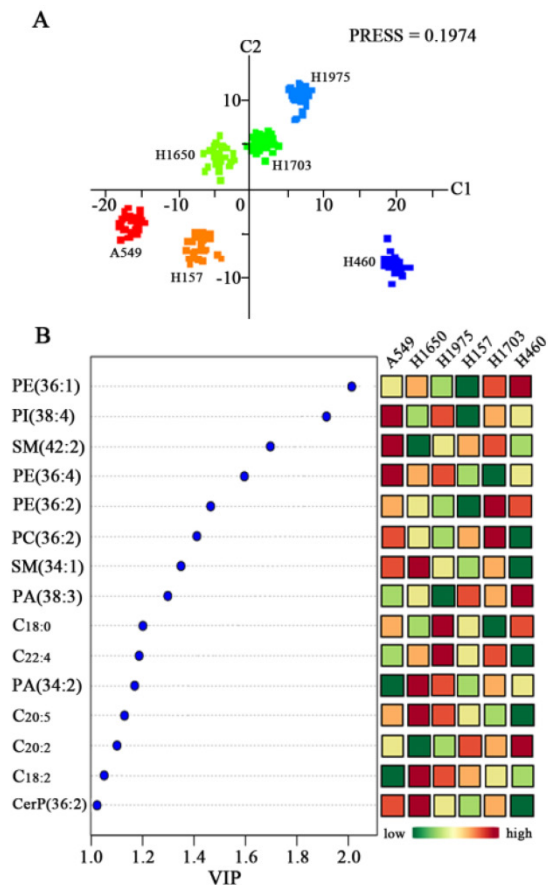 A
C2
PRESS = 0.1974
H1975
10
H1650
H1703
-20
-10
0
10
20
C1
A549
H157
-10
H460
B
A549
H1650
H1975
H157
H1703
H460
PE(36:1)
PI(38:4)
SM(42:2)
PE(36:4)
PE(36:2)
PC(36:2)
SM(34:1)
PA(38:3)
C18:0
C22:4
PA(34:2)
C20:5
C20:2
C18:2
CerP(36:2)
low high
1.0 1.2 1.4 1.6 1.8 2.0
VIP